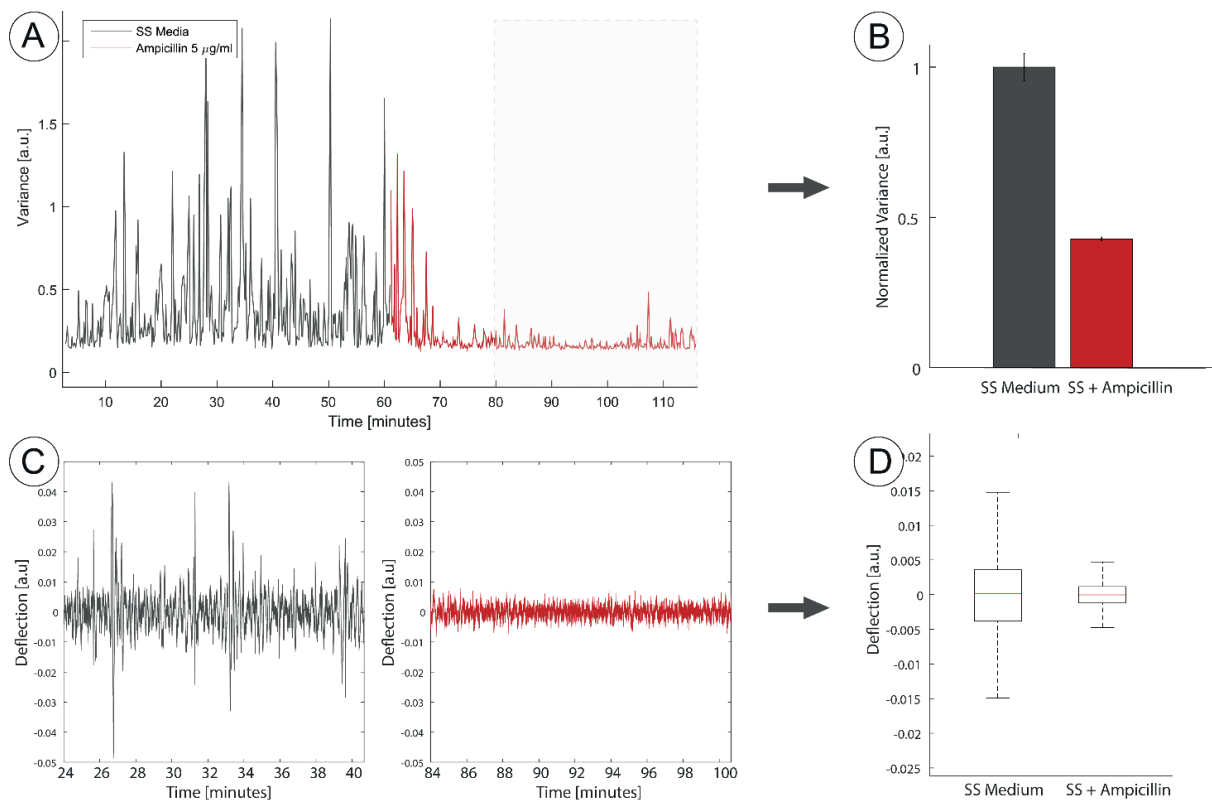 A
SS Media
Ampicillin 5 µg/ml
Variance [a.u.]
1.5
1
0.5
0
10 20 30 40 50 60 70 80 90 100 110
Time [minutes]
B
Normalized Variance [a.u.]
1
0.5
0
SS Medium SS + Ampicillin
C
Deflection [a.u]
0.05
0.04
0.03
0.02
0.01
0
-0.01
-0.02
-0.03
-0.04
-0.05
24 26 28 30 32 34 36 38 40
Time [minutes]
Deflection [a.u]
0.05
0.04
0.03
0.02
0.01
0
-0.01
-0.02
-0.03
-0.04
-0.05
84 86 88 90 92 94 96 98 100
Time [minutes]
D
Deflection [a.u.]
0.02
0.015
0.01
0.005
0
-0.005
-0.01
-0.015
-0.02
-0.025
SS Medium SS + Ampicillin